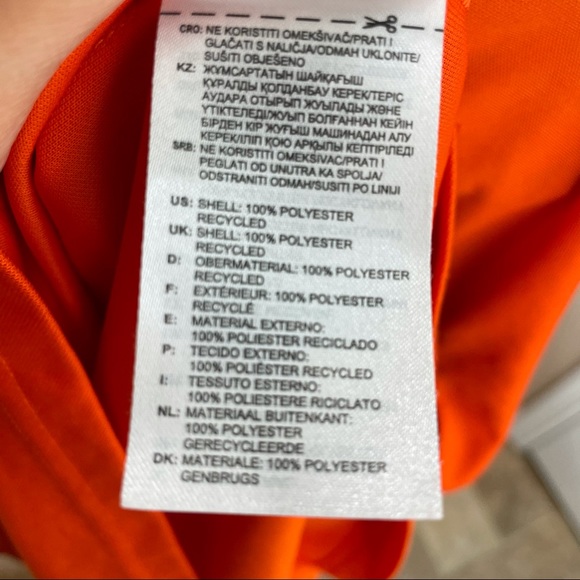 CRO: NE KORISTITI OMEKŠIVAČ/PRATI I
GLAČATI S NALIČJA/ODMAH UKLONITE/
SUŠITI OBJEŠENO
KZ: ЖҰМСАРТАТЫН ШАЙҚАҒЫШ
ҚҰРАЛДЫ ҚОЛДАНБАУ КЕРЕК/ТЕРІС
АУДАРА ОТЫРЫП ЖУЫЛАДЫ ЖӘНЕ
ҮТІКТЕЛЕДІ/ЖУЫП БОЛҒАННАН КЕЙІН
БІРДЕН КІР ЖУҒЫШ МАШИНАДАН АЛУ
КЕРЕК/ІЛІП ҚОЮ АРҚЫЛЫ КЕПТІРІЛЕДІ
SRB: NE KORISTITI OMEKSIVAC/PRATI I
PEGLATI OD UNUTRA KA SPOLJA/
ODSTRANITI ODMAH/SUSITI PO LINIJI
US: SHELL: 100% POLYESTER
RECYCLED
UK: SHELL: 100% POLYESTER
RECYCLED
D: OBERMATERIAL: 100% POLYESTER
RECYCLED
F: EXTÉRIEUR: 100% POLYESTER
RECYCLÉ
E: MATERIAL EXTERNO:
100% POLIESTER RECICLADO
P: TECIDO EXTERNO:
100% POLIÉSTER RECYCLED
I: TESSUTO ESTERNO:
100% POLIESTERE RICICLATO
NL: MATERIAAL BUITENKANT:
100% POLYESTER
GERECYCLEERDE
DK: MATERIALE: 100% POLYESTER
GENBRUGS